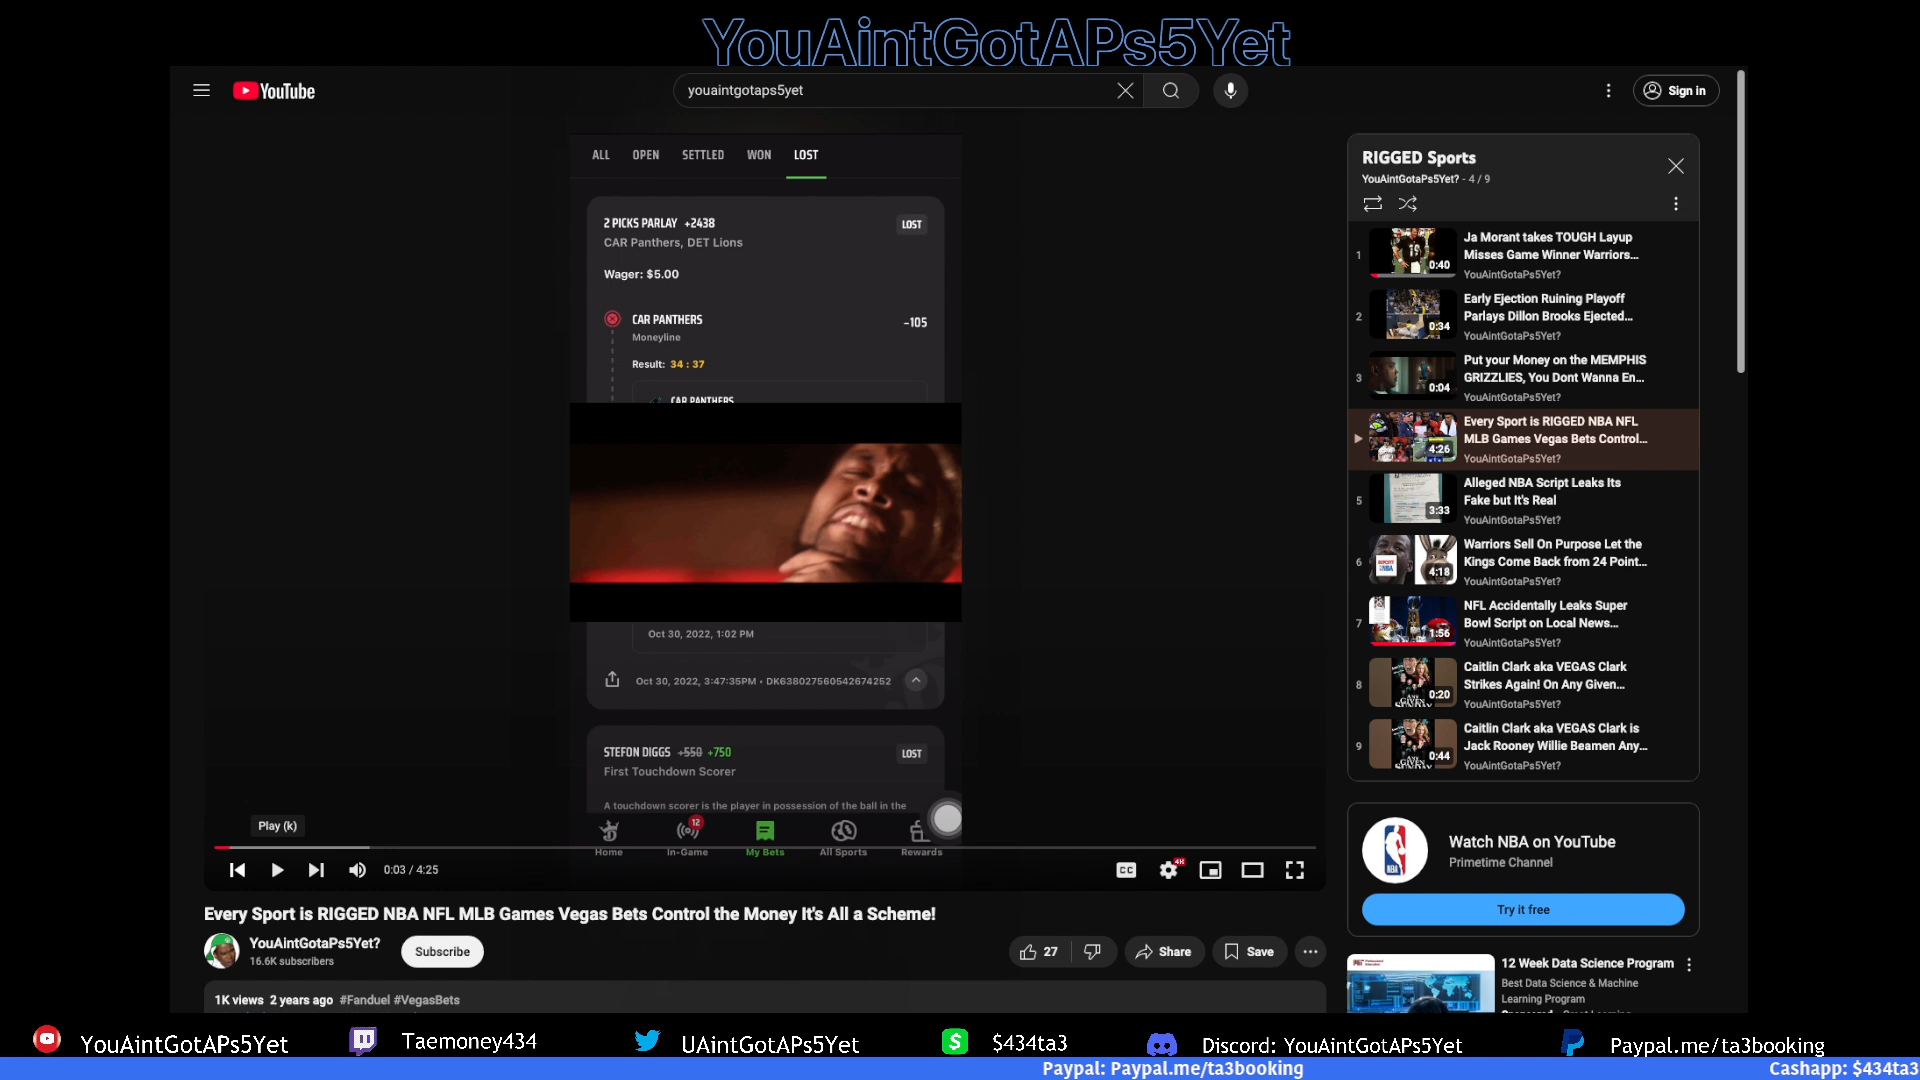 YouAintGotAPs5Yet
YouTube
youaintgotaps5yet
Sign in
ALL OPEN SETTLED WON LOST
2 PICKS PARLAY +2438 LOST
CAR Panthers, DET Lions
Wager: $5.00
CAR PANTHERS -105
Moneyline
Result: 34 : 37
CAR PANTHERS
Oct 30, 2022, 1:02 PM
Oct 30, 2022, 3:47:35PM • DK638027560542674252
STEFON DIGGS +550 +750 LOST
First Touchdown Scorer
A touchdown scorer is the player in possession of the ball in the
12
Home In-Game My Bets All Sports Rewards
Play (k)
0:03 / 4:25
CC
4K
Every Sport is RIGGED NBA NFL MLB Games Vegas Bets Control the Money It's All a Scheme!
YouAintGotaPs5Yet?
16.6K subscribers
Subscribe
27
Share
Save
1K views 2 years ago #Fanduel #VegasBets
RIGGED Sports
YouAintGotaPs5Yet? - 4 / 9
1
0:40
Ja Morant takes TOUGH Layup
Misses Game Winner Warriors...
YouAintGotaPs5Yet?
2
0:34
Early Ejection Ruining Playoff
Parlays Dillon Brooks Ejected...
YouAintGotaPs5Yet?
3
0:04
Put your Money on the MEMPHIS
GRIZZLIES, You Dont Wanna En...
YouAintGotaPs5Yet?
4:26
Every Sport is RIGGED NBA NFL
MLB Games Vegas Bets Control...
YouAintGotaPs5Yet?
5
3:33
Alleged NBA Script Leaks Its
Fake but It's Real
YouAintGotaPs5Yet?
6
4:18
Warriors Sell On Purpose Let the
Kings Come Back from 24 Point...
YouAintGotaPs5Yet?
7
1:56
NFL Accidentally Leaks Super
Bowl Script on Local News...
YouAintGotaPs5Yet?
8
0:20
Caitlin Clark aka VEGAS Clark
Strikes Again! On Any Given...
YouAintGotaPs5Yet?
9
0:44
Caitlin Clark aka VEGAS Clark is
Jack Rooney Willie Beamen Any...
YouAintGotaPs5Yet?
NBA
Watch NBA on YouTube
Primetime Channel
Try it free
12 Week Data Science Program
Best Data Science & Machine
Learning Program
YouAintGotAPs5Yet
Taemoney434
UAintGotAPs5Yet
$434ta3
Discord: YouAintGotAPs5Yet
Paypal.me/ta3booking
Paypal: Paypal.me/ta3booking
Cashapp: $434ta3